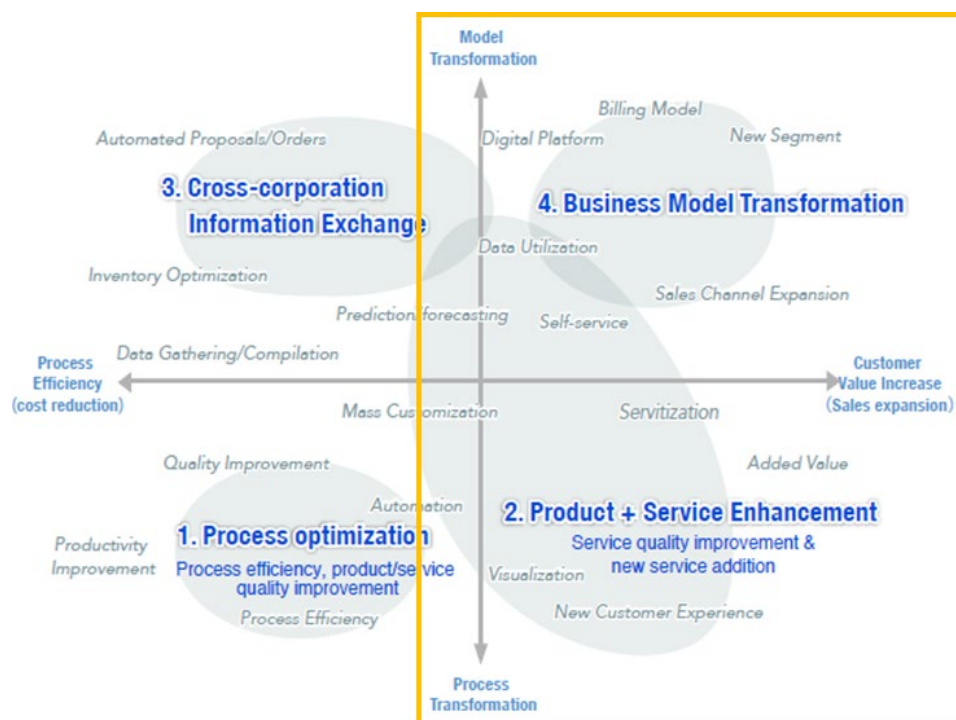 Model
Transformation
Billing Model
Automated Proposals/Orders
Digital Platform
New Segment
3. Cross-corporation
Information Exchange
4. Business Model Transformation
Data Utilization
Inventory Optimization
Sales Channel Expansion
Prediction/forecasting
Self-service
Data Gathering/Compilation
Process
Efficiency
(cost reduction)
Customer
Value Increase
(Sales expansion)
Mass Customization
Servitization
Quality Improvement
Added Value
Automation
2. Product + Service Enhancement
Service quality improvement &
new service addition
1. Process optimization
Process efficiency, product/service
quality improvement
Productivity
Improvement
Visualization
New Customer Experience
Process Efficiency
Process
Transformation